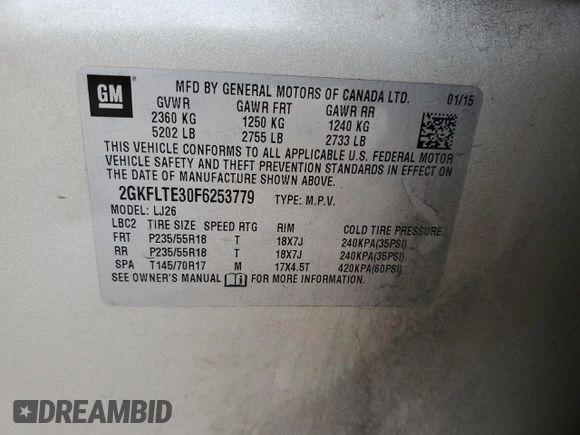 GM
MFD BY GENERAL MOTORS OF CANADA LTD. 01/15
GVWR GAWR FRT GAWR RR
2360 KG 1250 KG 1240 KG
5202 LB 2755 LB 2733 LB
THIS VEHICLE CONFORMS TO ALL APPLICABLE U.S. FEDERAL MOTOR
VEHICLE SAFETY AND THEFT PREVENTION STANDARDS IN EFFECT ON
THE DATE OF MANUFACTURE SHOWN ABOVE.
2GKFLTE30F6253779 TYPE: M.P.V.
MODEL: LJ26
LBC2 TIRE SIZE SPEED RTG RIM COLD TIRE PRESSURE
FRT P235/55R18 T 18X7J 240KPA(35PSI)
RR P235/55R18 T 18X7J 240KPA(35PSI)
SPA T145/70R17 M 17X4.5T 420KPA(60PSI)
SEE OWNER'S MANUAL FOR MORE INFORMATION.
DREAMBID